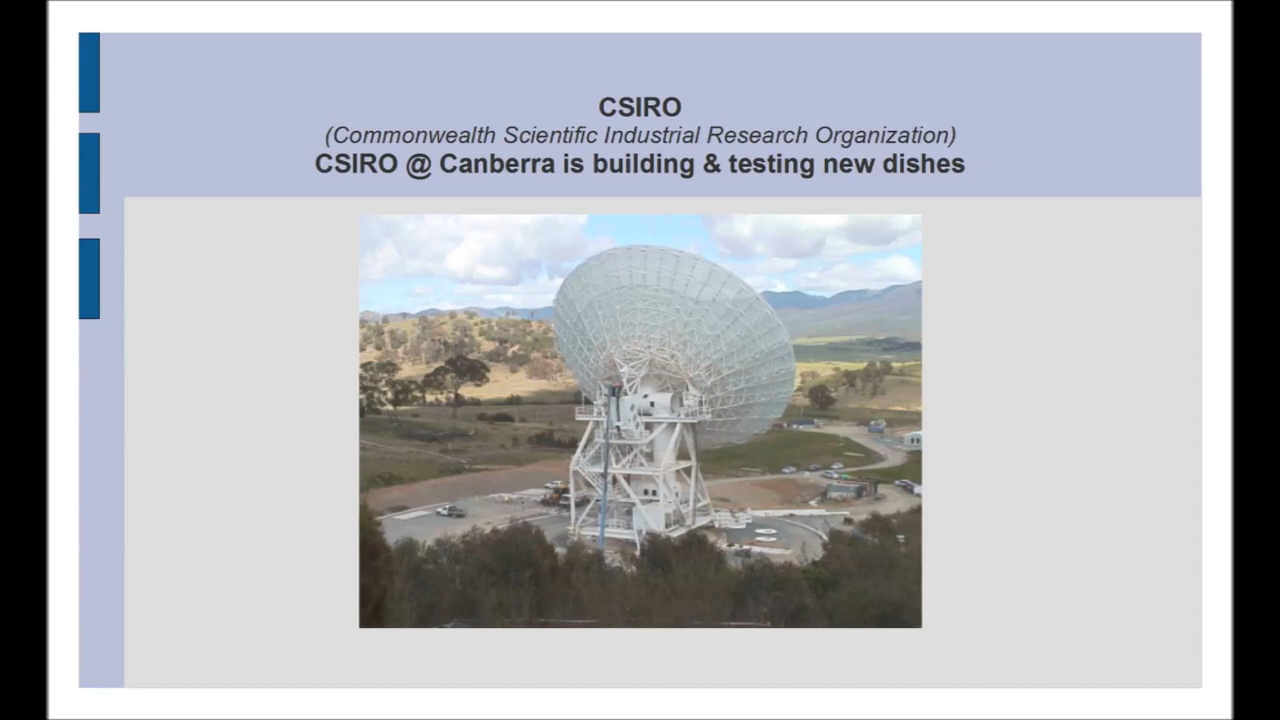 CSIRO
(Commonwealth Scientific Industrial Research Organization)
CSIRO @ Canberra is building & testing new dishes